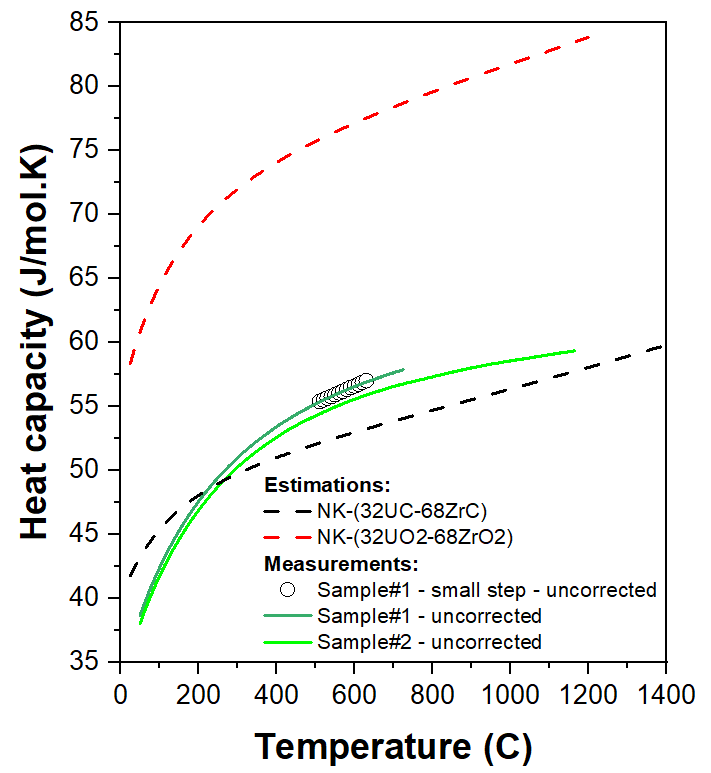 85
80
75
70
65
60
55
50
45
40
35
Heat capacity (J/mol.K)
Estimations:
NK-(32UC-68ZrC)
NK-(32UO2-68ZrO2)
Measurements:
Sample#1 - small step - uncorrected
Sample#1 - uncorrected
Sample#2 - uncorrected
0 200 400 600 800 1000 1200 1400
Temperature (C)